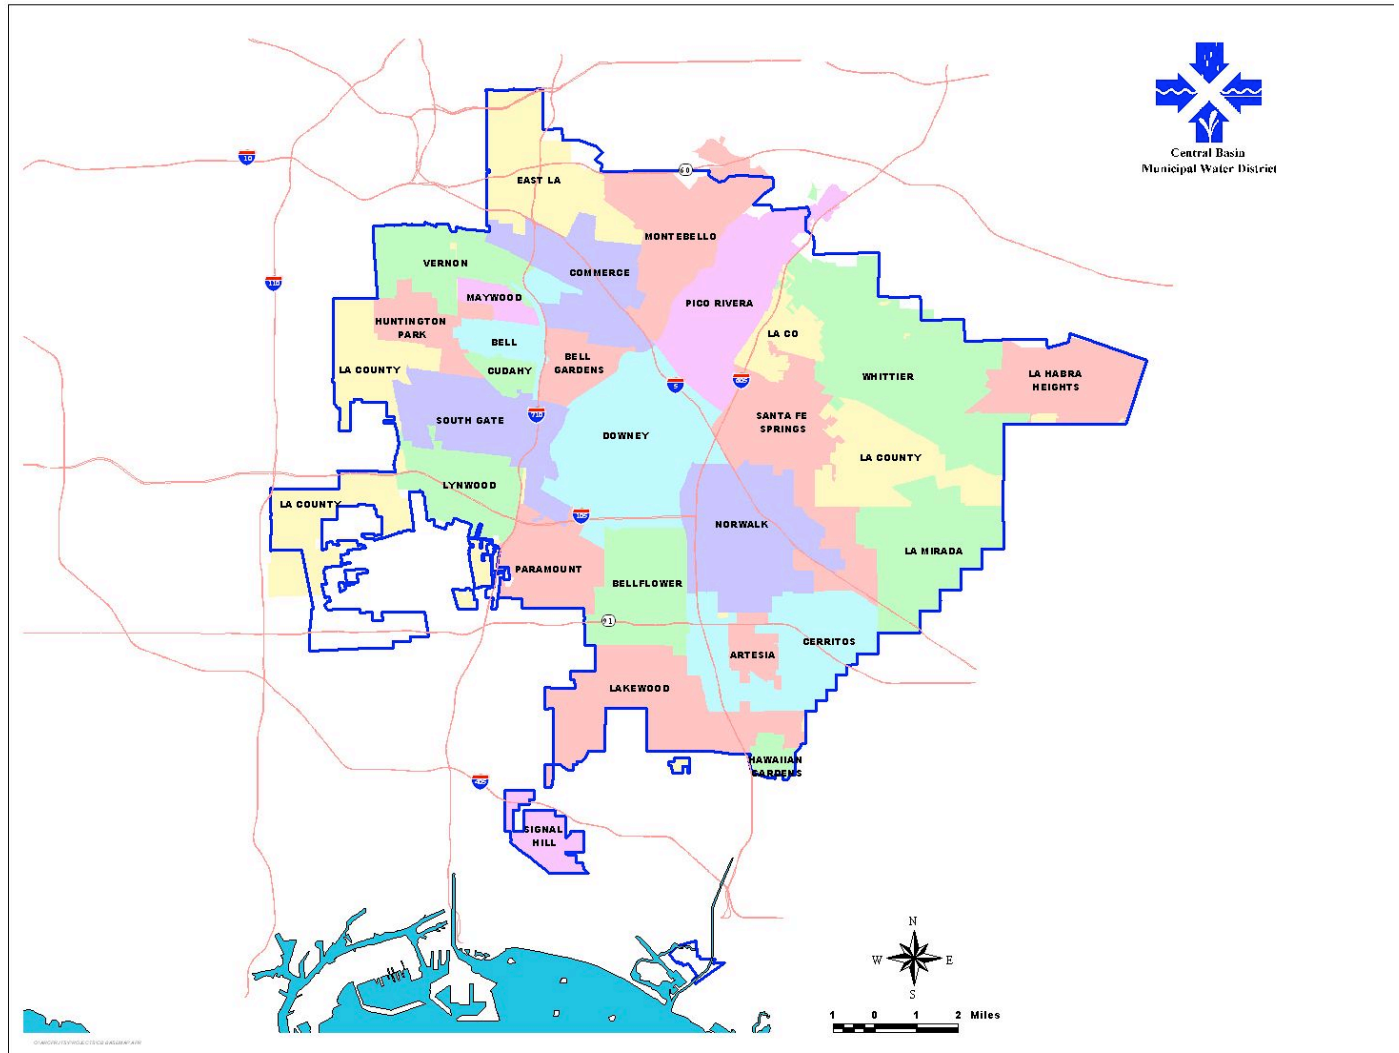 Central Basin
Municipal Water District
10
60
EAST LA
MONTEBELLO
VERNON
COMMERCE
110
MAYWOOD
PICO RIVERA
HUNTINGTON
PARK
LA CO
BELL
BELL
GARDENS
LA COUNTY
CUDAHY
WHITTIER
LA HABRA
HEIGHTS
5
605
710
SOUTH GATE
SANTA FE
SPRINGS
DOWNEY
LA COUNTY
LYNWOOD
LA COUNTY
105
NORWALK
LA MIRADA
PARAMOUNT
BELLFLOWER
91
CERRITOS
ARTESIA
LAKEWOOD
HAWAIIAN
GARDENS
405
SIGNAL
HILL
N
W
E
S
1 0 1 2 Miles